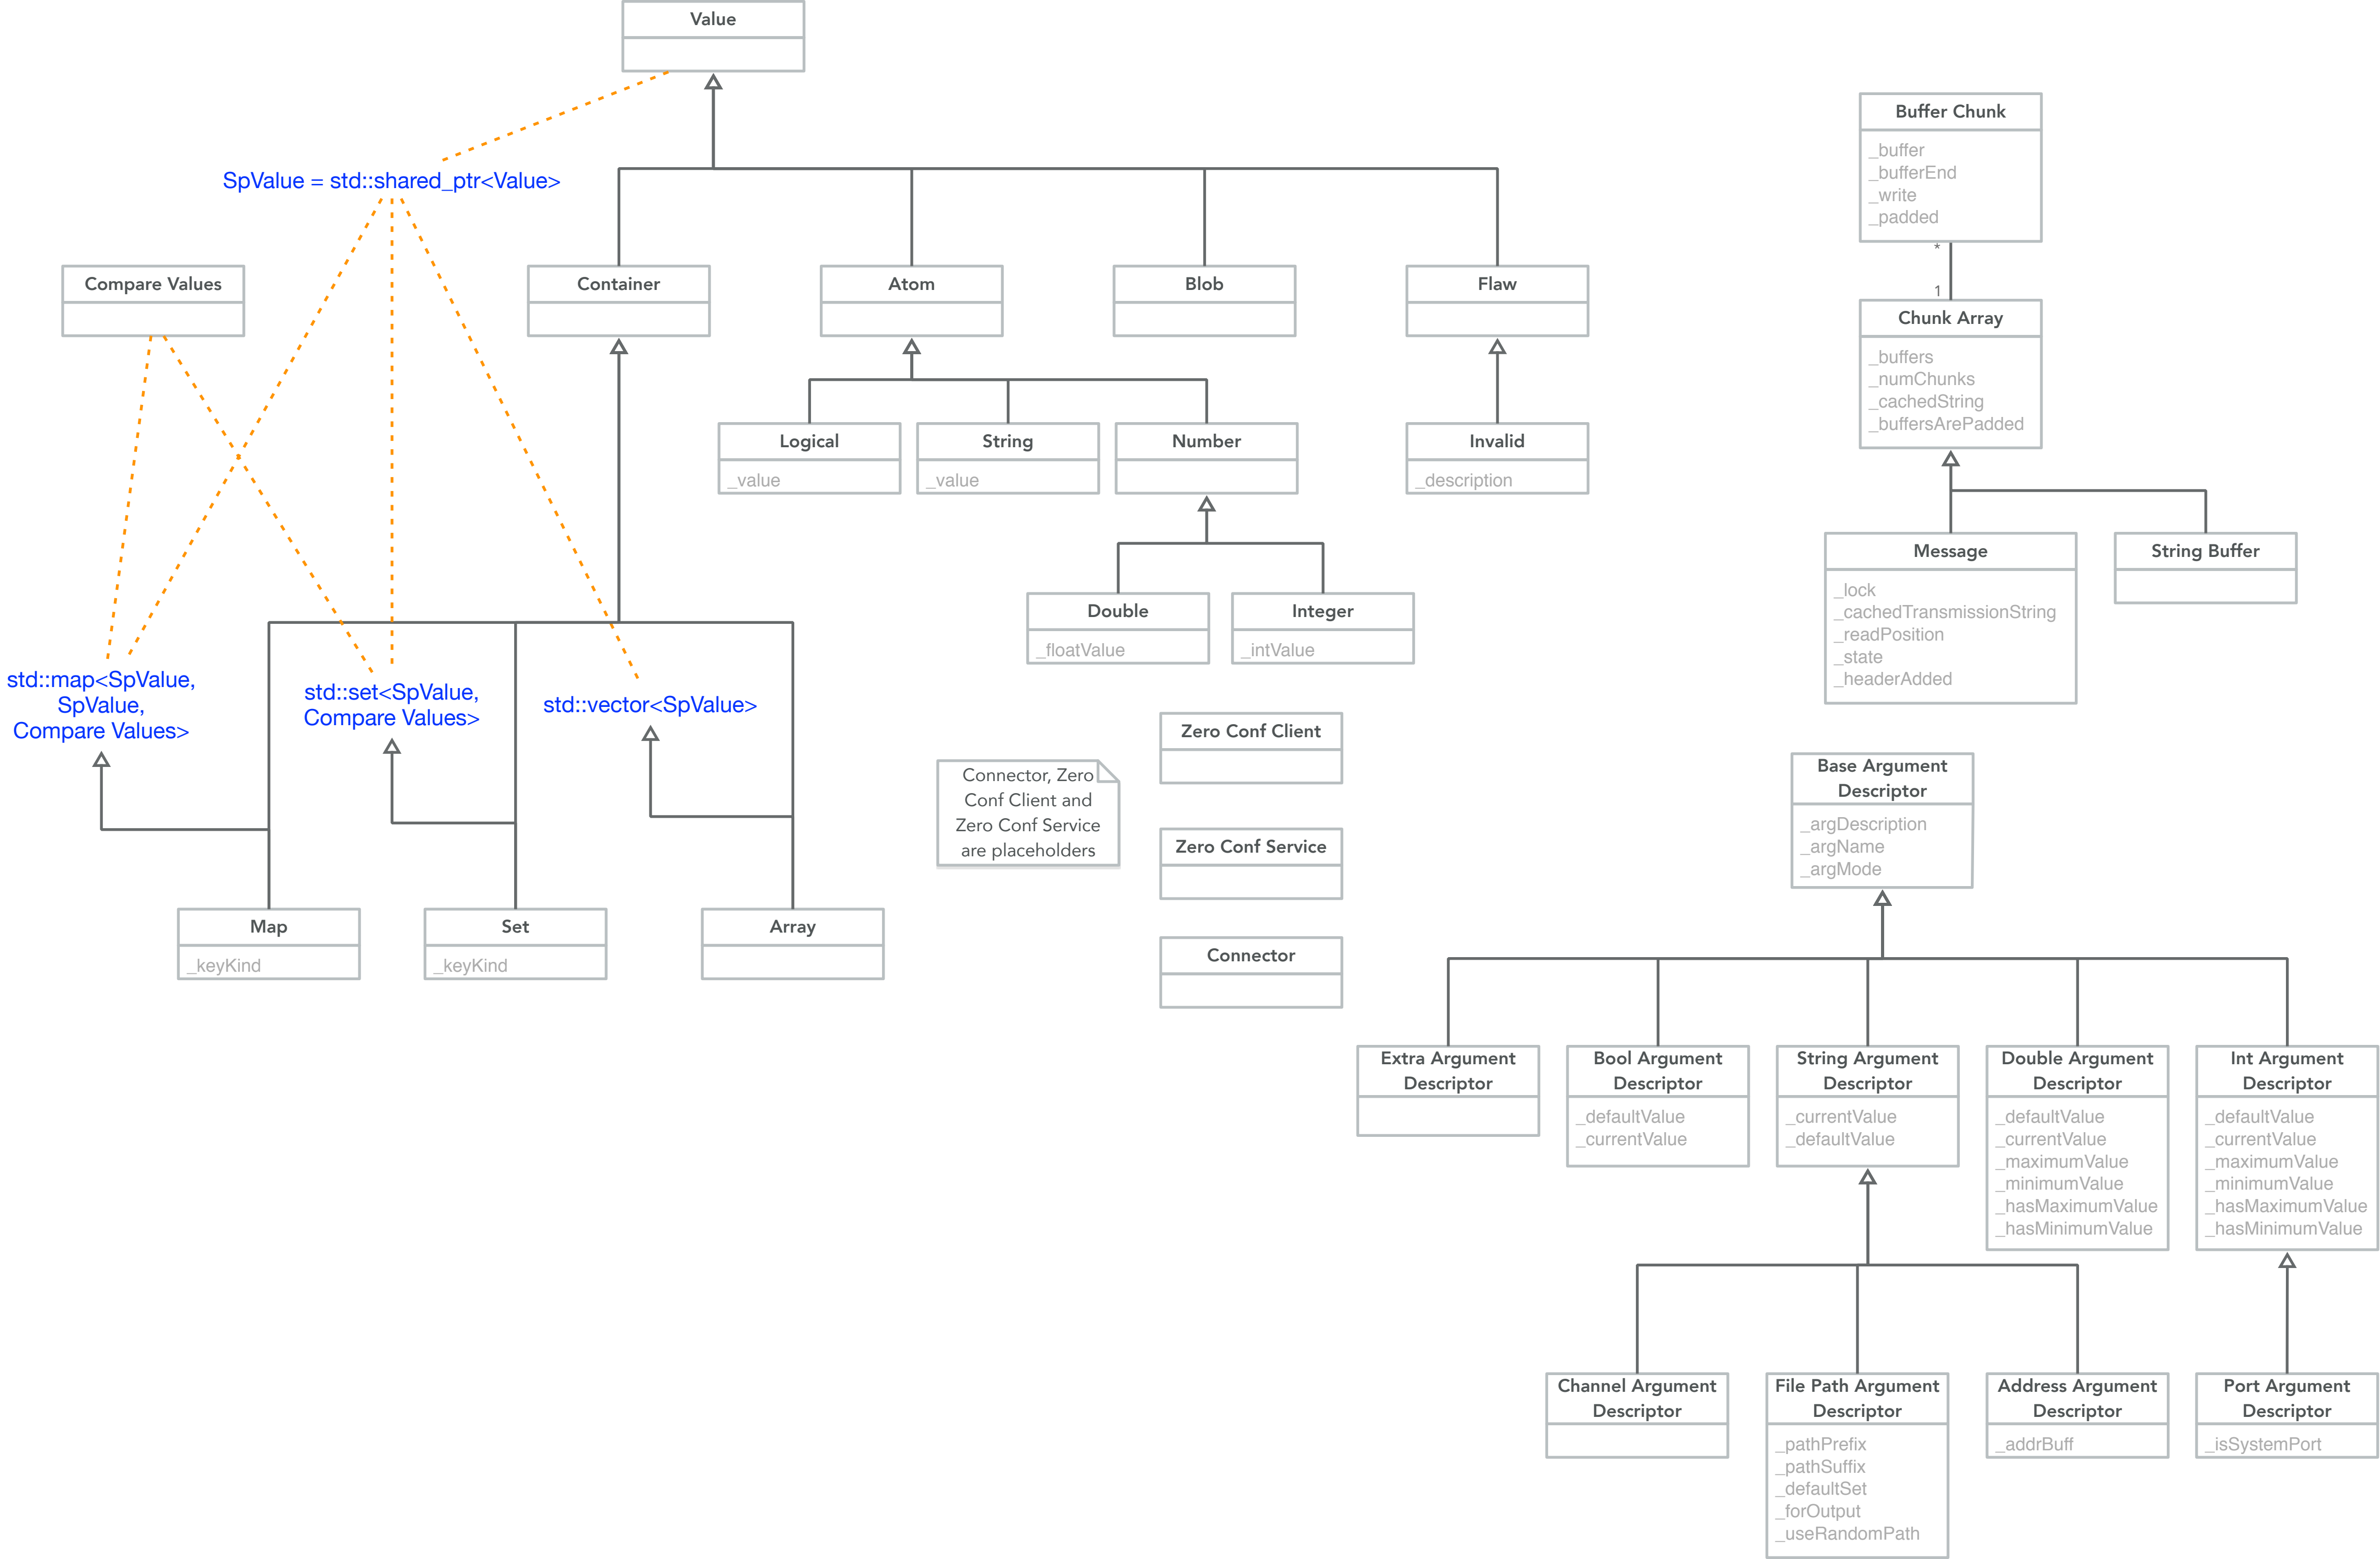 Value
SpValue = std::shared_ptr<Value>
Compare Values
Container
Atom
Blob
Flaw
Logical
_value
String
_value
Number
Invalid
_description
Double
_floatValue
Integer
_intValue
std::map<SpValue,
SpValue,
Compare Values>
std::set<SpValue,
Compare Values>
std::vector<SpValue>
Map
_keyKind
Set
_keyKind
Array
Connector, Zero
Conf Client and
Zero Conf Service
are placeholders
Zero Conf Client
Zero Conf Service
Connector
Buffer Chunk
_buffer
_bufferEnd
_write
_padded
*
1
Chunk Array
_buffers
_numChunks
_cachedString
_buffersArePadded
Message
_lock
_cachedTransmissionString
_readPosition
_state
_headerAdded
String Buffer
Base Argument
Descriptor
_argDescription
_argName
_argMode
Extra Argument
Descriptor
Bool Argument
Descriptor
_defaultValue
_currentValue
String Argument
Descriptor
_currentValue
_defaultValue
Double Argument
Descriptor
_defaultValue
_currentValue
_maximumValue
_minimumValue
_hasMaximumValue
_hasMinimumValue
Int Argument
Descriptor
_defaultValue
_currentValue
_maximumValue
_minimumValue
_hasMaximumValue
_hasMinimumValue
Channel Argument
Descriptor
File Path Argument
Descriptor
_pathPrefix
_pathSuffix
_defaultSet
_forOutput
_useRandomPath
Address Argument
Descriptor
_addrBuff
Port Argument
Descriptor
_isSystemPort